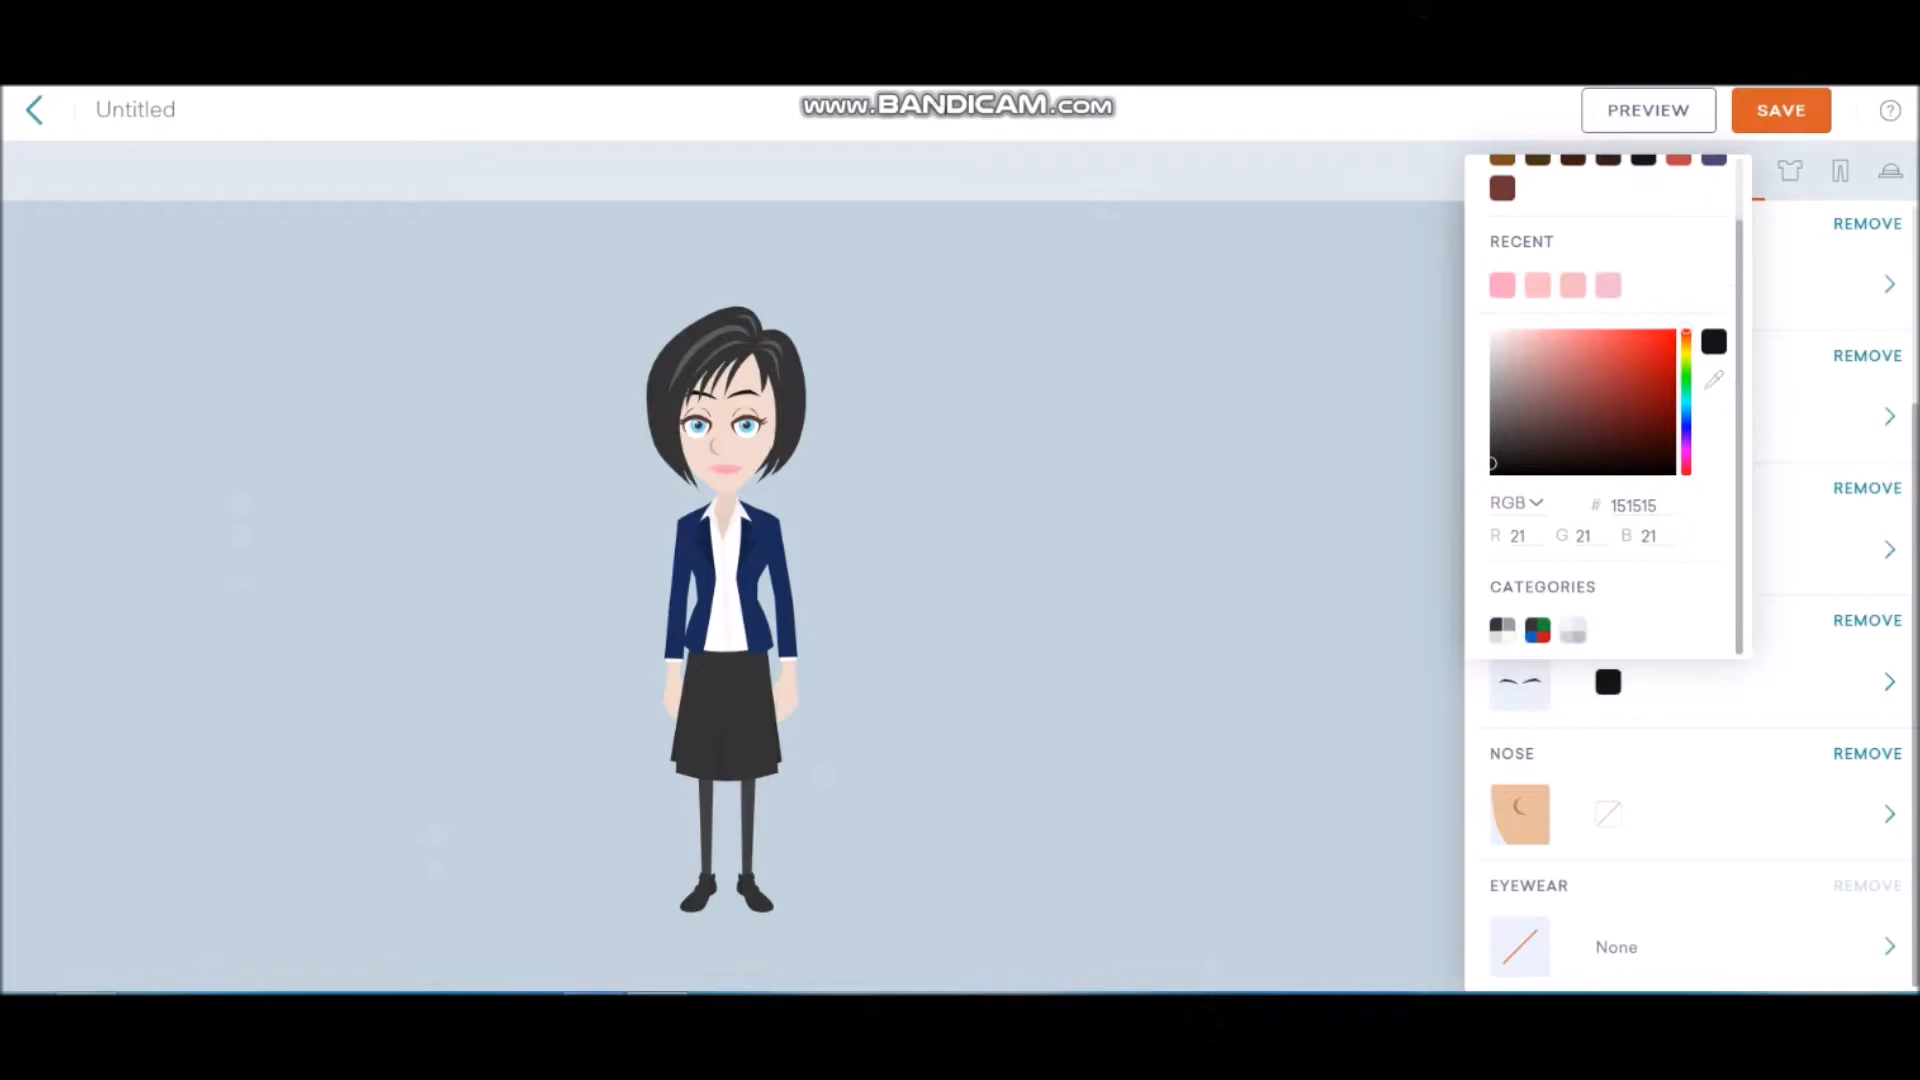 Untitled
www.BANDICAM.com
PREVIEW
SAVE
?
REMOVE
RECENT
REMOVE
REMOVE
RGB
# 151515
R 21 G 21 B 21
CATEGORIES
REMOVE
NOSE
REMOVE
EYEWEAR
REMOVE
None